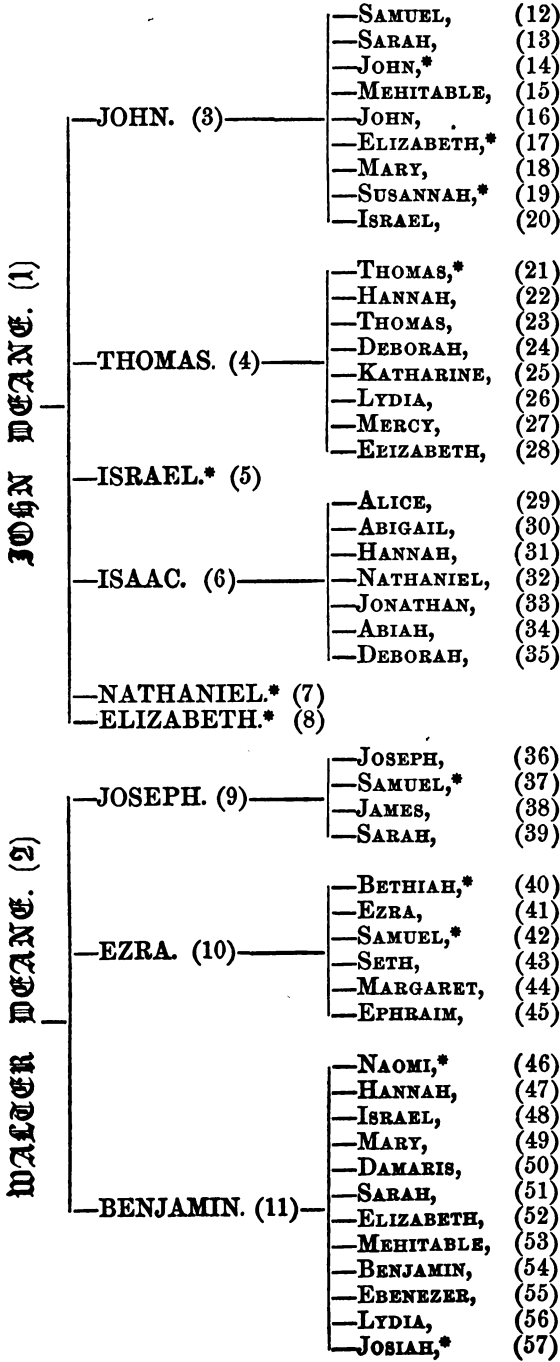 JOHN DEANE. (1)
JOHN. (3)
SAMUEL, (12)
SARAH, (13)
JOHN,* (14)
MEHITABLE, (15)
JOHN, (16)
ELIZABETH,* (17)
MARY, (18)
SUSANNAH,* (19)
ISRAEL, (20)
THOMAS. (4)
THOMAS,* (21)
HANNAH, (22)
THOMAS, (23)
DEBORAH, (24)
KATHARINE, (25)
LYDIA, (26)
MERCY, (27)
EEIZABETH, (28)
ISRAEL.* (5)
ISAAC. (6)
ALICE, (29)
ABIGAIL, (30)
HANNAH, (31)
NATHANIEL, (32)
JONATHAN, (33)
ABIAH, (34)
DEBORAH, (35)
NATHANIEL.* (7)
ELIZABETH.* (8)
WALTER DEANE. (2)
JOSEPH. (9)
JOSEPH, (36)
SAMUEL,* (37)
JAMES, (38)
SARAH, (39)
EZRA. (10)
BETHIAH,* (40)
EZRA, (41)
SAMUEL,* (42)
SETH, (43)
MARGARET, (44)
EPHRAIM, (45)
BENJAMIN. (11)
NAOMI,* (46)
HANNAH, (47)
ISRAEL, (48)
MARY, (49)
DAMARIS, (50)
SARAH, (51)
ELIZABETH, (52)
MEHITABLE, (53)
BENJAMIN, (54)
EBENEZER, (55)
LYDIA, (56)
JOSIAH,* (57)